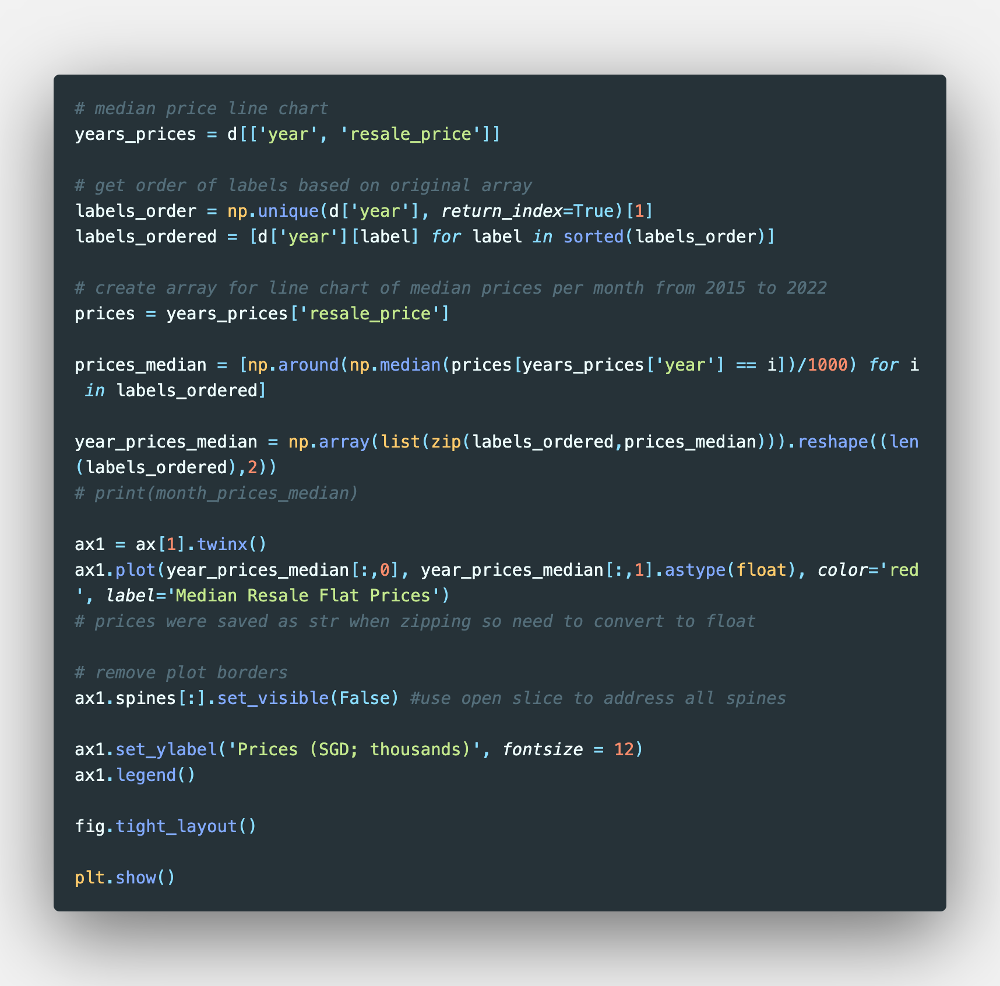 # median price line chart
years_prices = d[['year', 'resale_price']]
# get order of labels based on original array
labels_order = np.unique(d['year'], return_index=True)[1]
labels_ordered = [d['year'][label] for label in sorted(labels_order)]
# create array for line chart of median prices per month from 2015 to 2022
prices = years_prices['resale_price']
prices_median = [np.around(np.median(prices[years_prices['year'] == i])/1000) for i
 in labels_ordered]
year_prices_median = np.array(list(zip(labels_ordered,prices_median))).reshape((len
(labels_ordered),2))
# print(month_prices_median)
ax1 = ax[1].twinx()
ax1.plot(year_prices_median[:,0], year_prices_median[:,1].astype(float), color='red
', label='Median Resale Flat Prices')
# prices were saved as str when zipping so need to convert to float
# remove plot borders
ax1.spines[:].set_visible(False) #use open slice to address all spines
ax1.set_ylabel('Prices (SGD; thousands)', fontsize = 12)
ax1.legend()
fig.tight_layout()
plt.show()